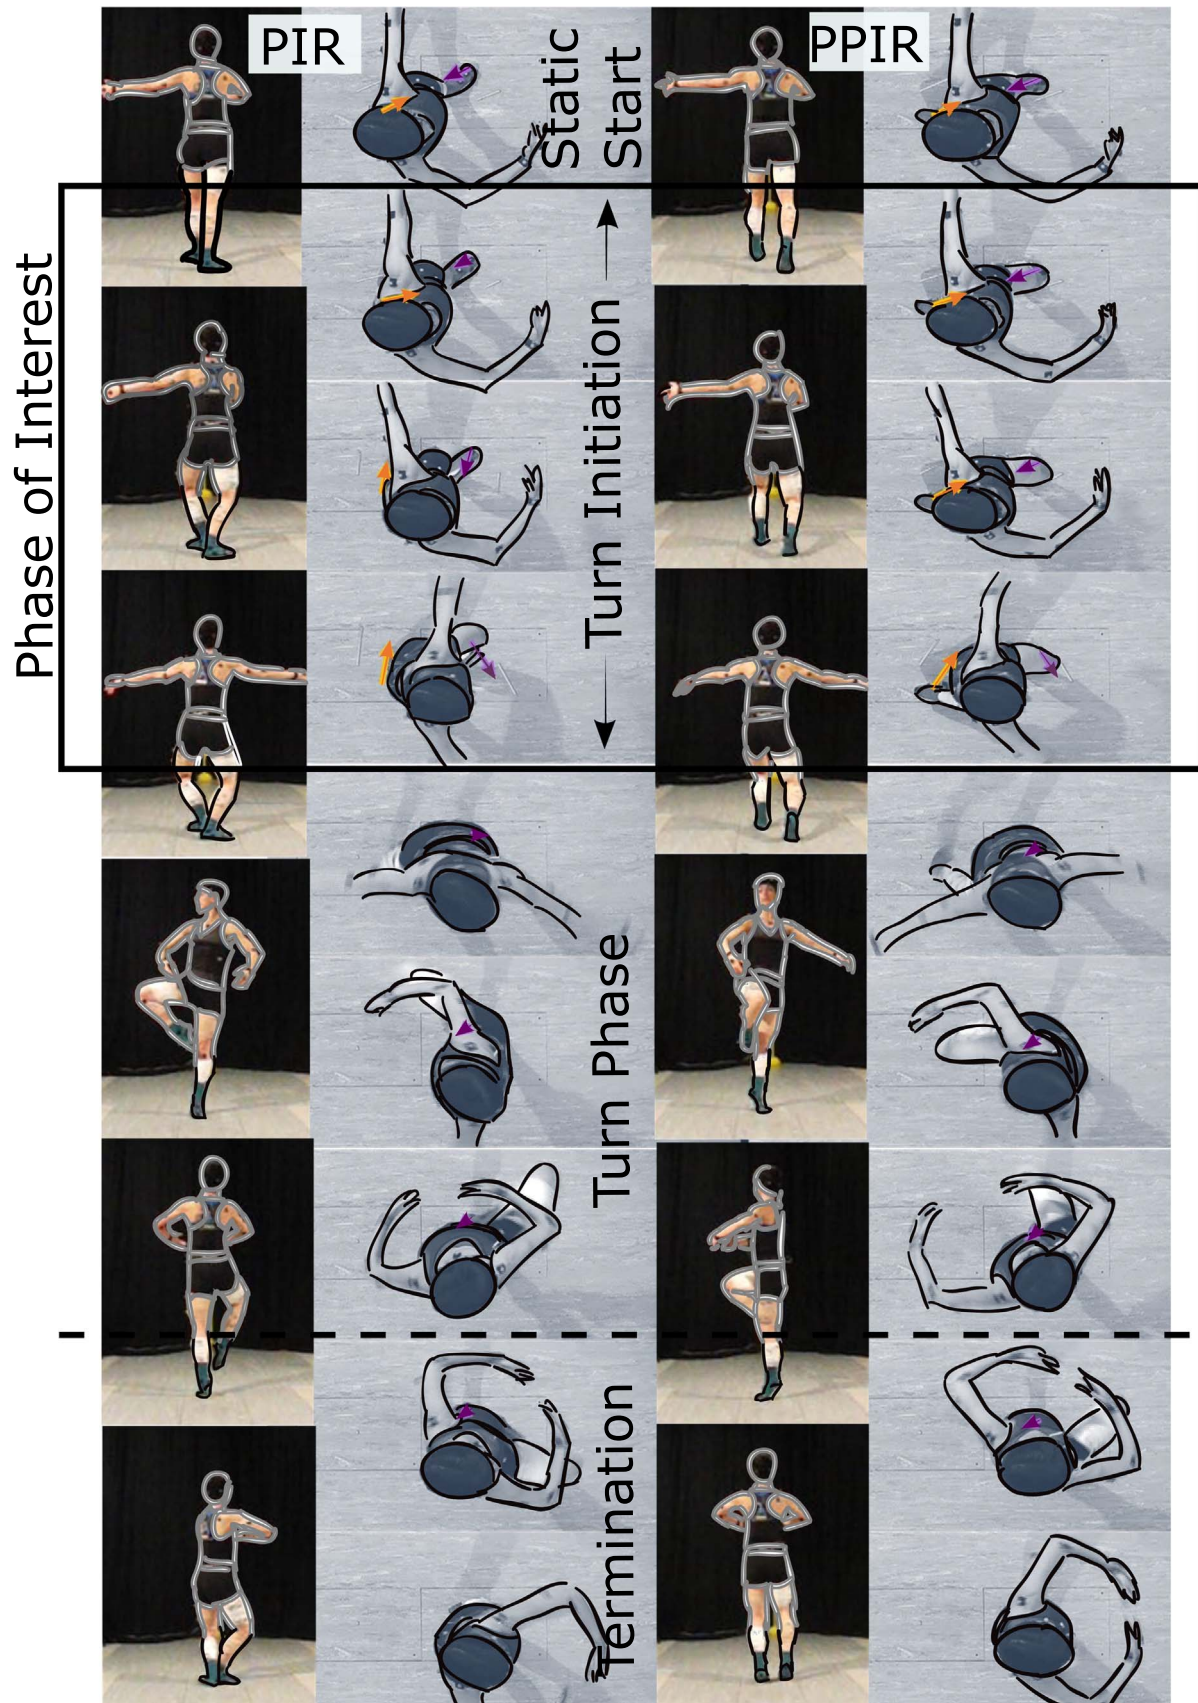 PIR
PPIR
Static
Start
Phase of Interest
Turn Initiation
Turn Phase
Termination